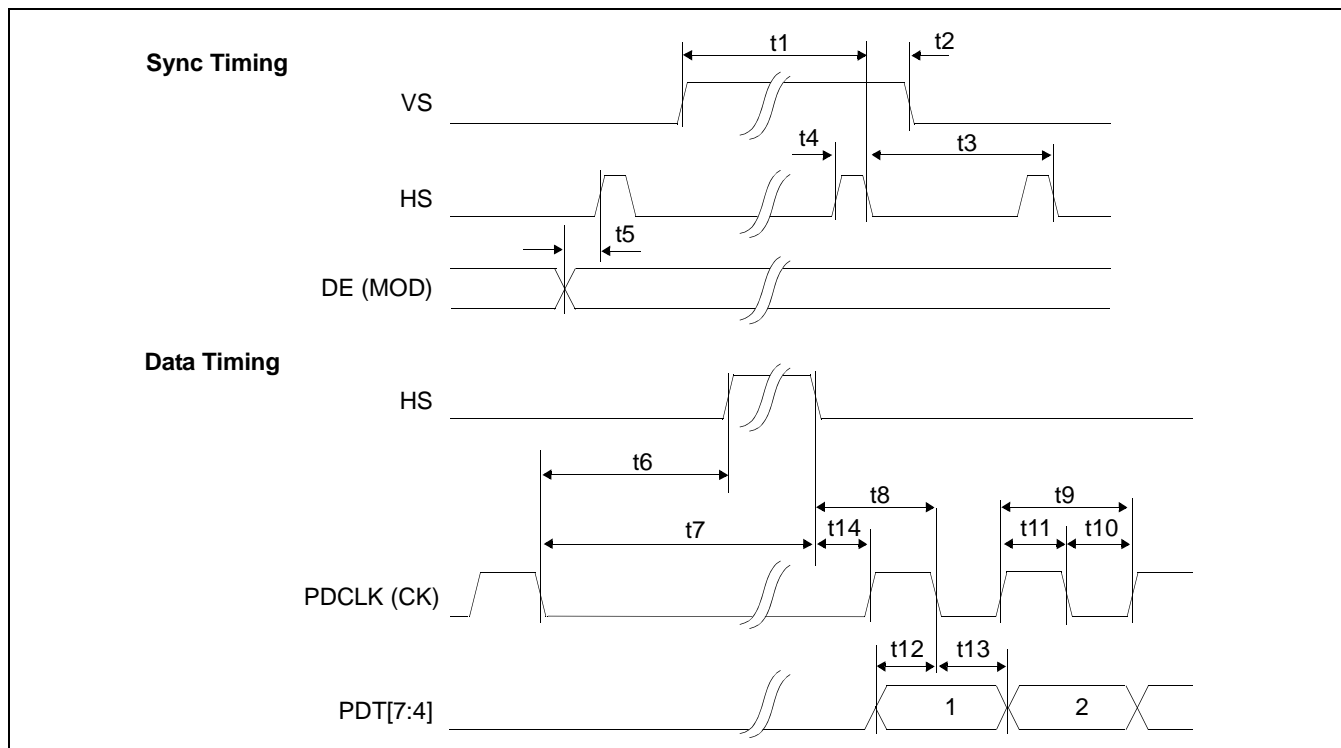 Sync Timing
t1
t2
VS
t4
t3
HS
t5
DE (MOD)
Data Timing
HS
t6
t8
t9
t7
t14
t11
t10
PDCLK (CK)
t12
t13
PDT[7:4]
1
2